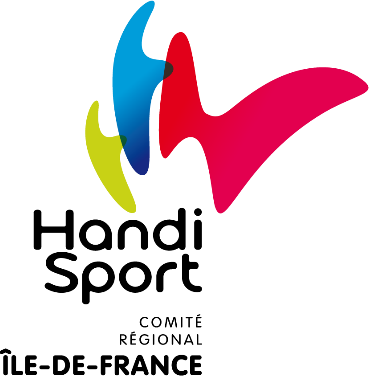 Handi
Sport
COMITÉ
RÉGIONAL
ÎLE-DE-FRANCE